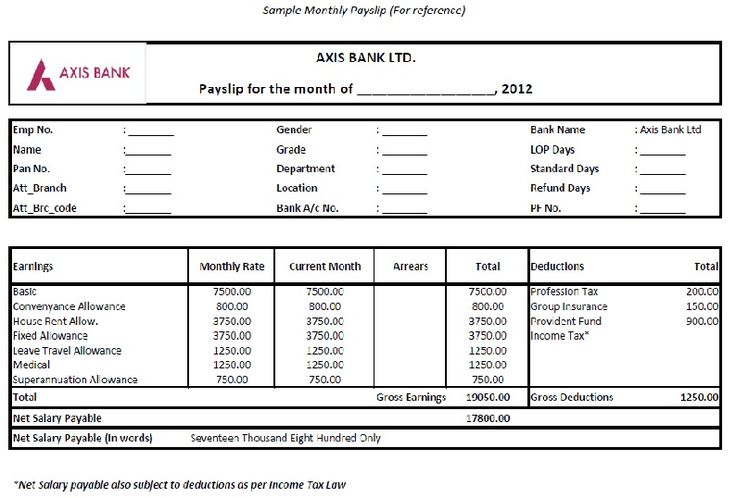 Sample Monthly Payslip (For reference)
AXIS BANK
AXIS BANK LTD.
Payslip for the month of ____________________, 2012
Emp No. :_______ Gender :_______ Bank Name : Axis Bank Ltd
Name :_______ Grade :_______ LOP Days :_______
Pan No. :_______ Department :_______ Standard Days :_______
Att_Branch :_______ Location :_______ Refund Days :_______
Att_Brc_code :_______ Bank A/c No. :_______ PF No. :_______
Earnings Monthly Rate Current Month Arrears Total Deductions Total
Basic 7500.00 7500.00 7500.00 Profession Tax 200.00
Convenyance Allowance 800.00 800.00 800.00 Group Insurance 150.00
House Rent Allow. 3750.00 3750.00 3750.00 Provident Fund 900.00
Fixed Allowance 3750.00 3750.00 3750.00 Income Tax*
Leave Travel Allowance 1250.00 1250.00 1250.00
Medical 1250.00 1250.00 1250.00
Superannuation Allowance 750.00 750.00 750.00
Total Gross Earnings 19050.00 Gross Deductions 1250.00
Net Salary Payable 17800.00
Net Salary Payable (In words) Seventeen Thousand Eight Hundred Only
*Net Salary payable also subject to deductions as per Income Tax Law